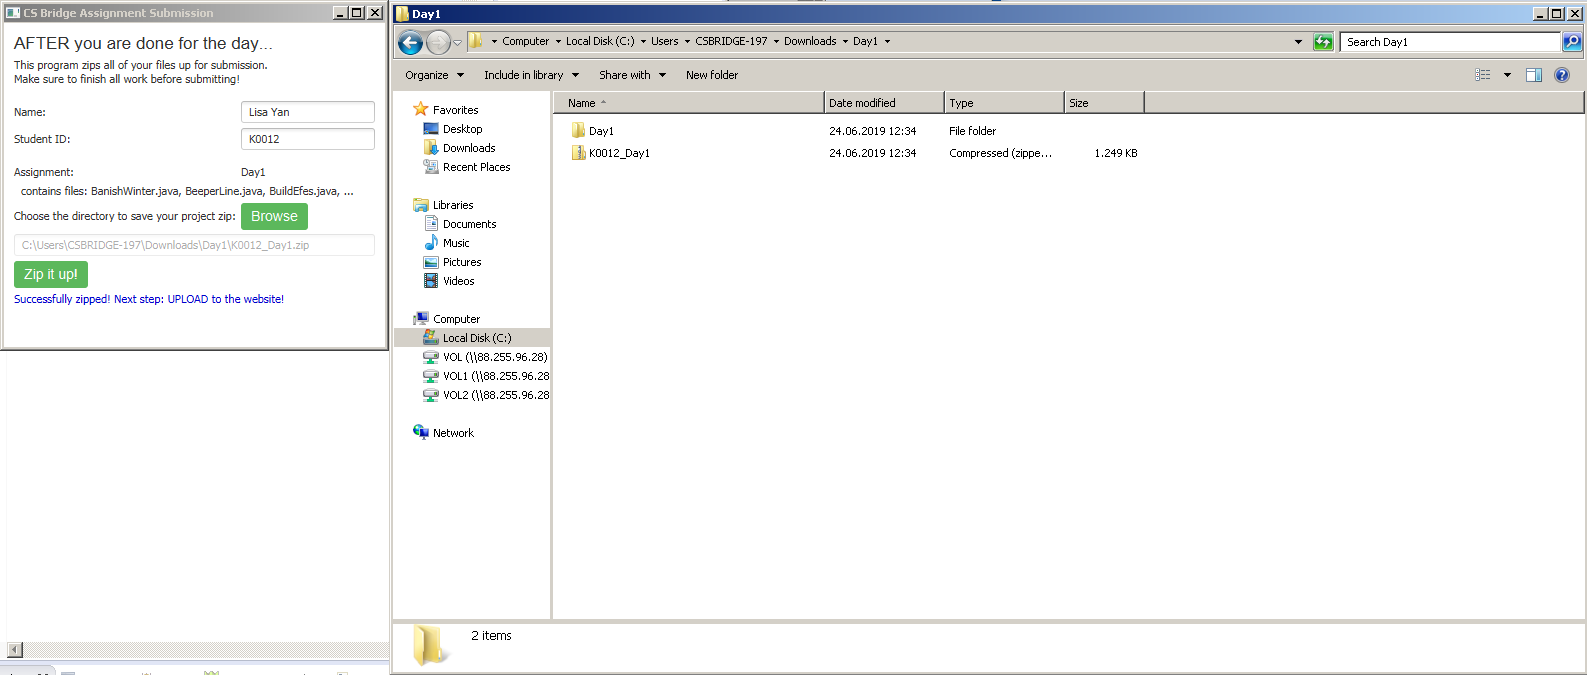 CS Bridge Assignment Submission
AFTER you are done for the day...
This program zips all of your files up for submission.
Make sure to finish all work before submitting!
Name: Lisa Yan
Student ID: K0012
Assignment: Day1
contains files: BanishWinter.java, BeeperLine.java, BuildEfes.java, ...
Choose the directory to save your project zip: Browse
C:\Users\CSBRIDGE-197\Downloads\Day1\K0012_Day1.zip
Zip it up!
Successfully zipped! Next step: UPLOAD to the website!
Day1
Computer Local Disk (C:) Users CSBRIDGE-197 Downloads Day1 Search Day1
Organize Include in library Share with New folder
Favorites
Desktop
Downloads
Recent Places
Libraries
Documents
Music
Pictures
Videos
Computer
Local Disk (C:)
VOL (\\88.255.96.28)
VOL1 (\\88.255.96.28
VOL2 (\\88.255.96.28
Network
Name Date modified Type Size
Day1 24.06.2019 12:34 File folder
K0012_Day1 24.06.2019 12:34 Compressed (zippe... 1.249 KB
2 items